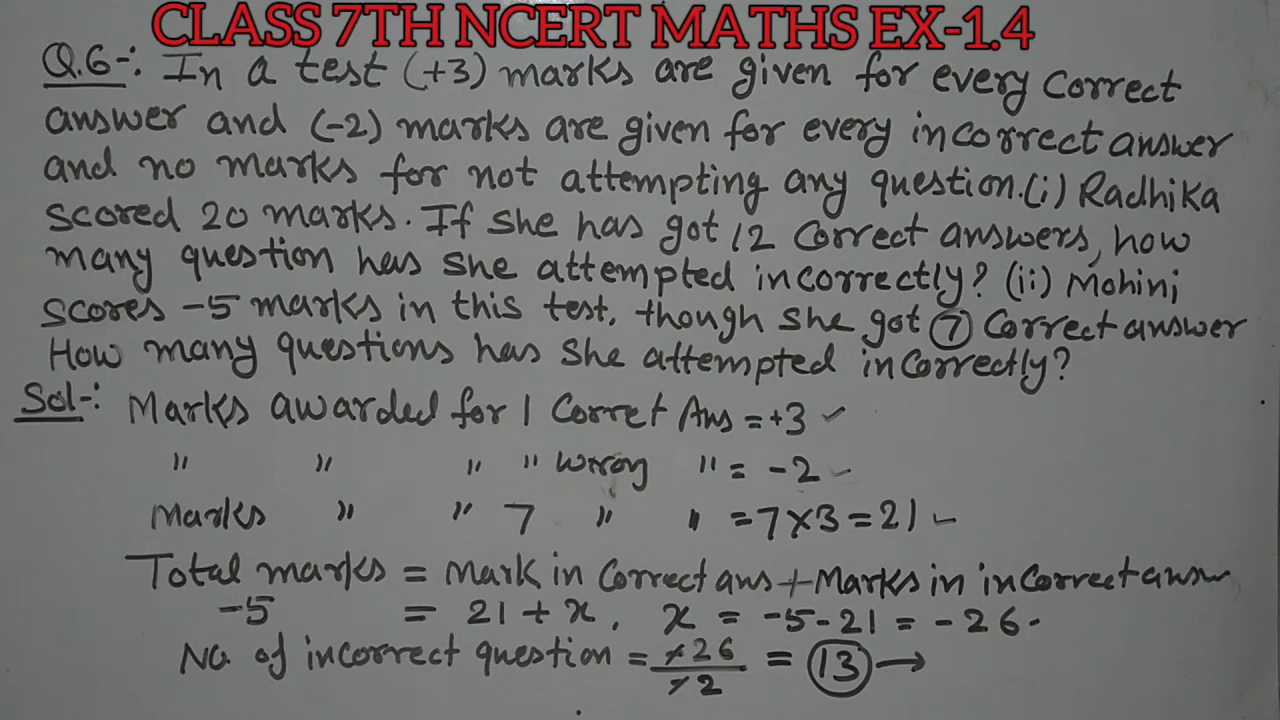 CLASS 7TH NCERT MATHS EX-1.4
Q.6-: In a test (+3) marks are given for every correct
answer and (-2) marks are given for every incorrect answer
and no marks for not attempting any question.(i) Radhika
scored 20 marks. If she has got 12 correct answers, how
many question has she attempted incorrectly? (ii) Mohini
scores -5 marks in this test, though she got 7 correct answer
How many questions has she attempted incorrectly?
Sol-: Marks awarded for 1 Corret Ans = +3 ✓
" " " " wrong " = -2 ✓
Marks " " 7 " " = 7×3 = 21 ✓
Total marks = Mark in correct ans + Marks in incorrect answ
-5 = 21 + x, x = -5-21 = -26.
No. of incorrect question = -26/-2 = 13 →